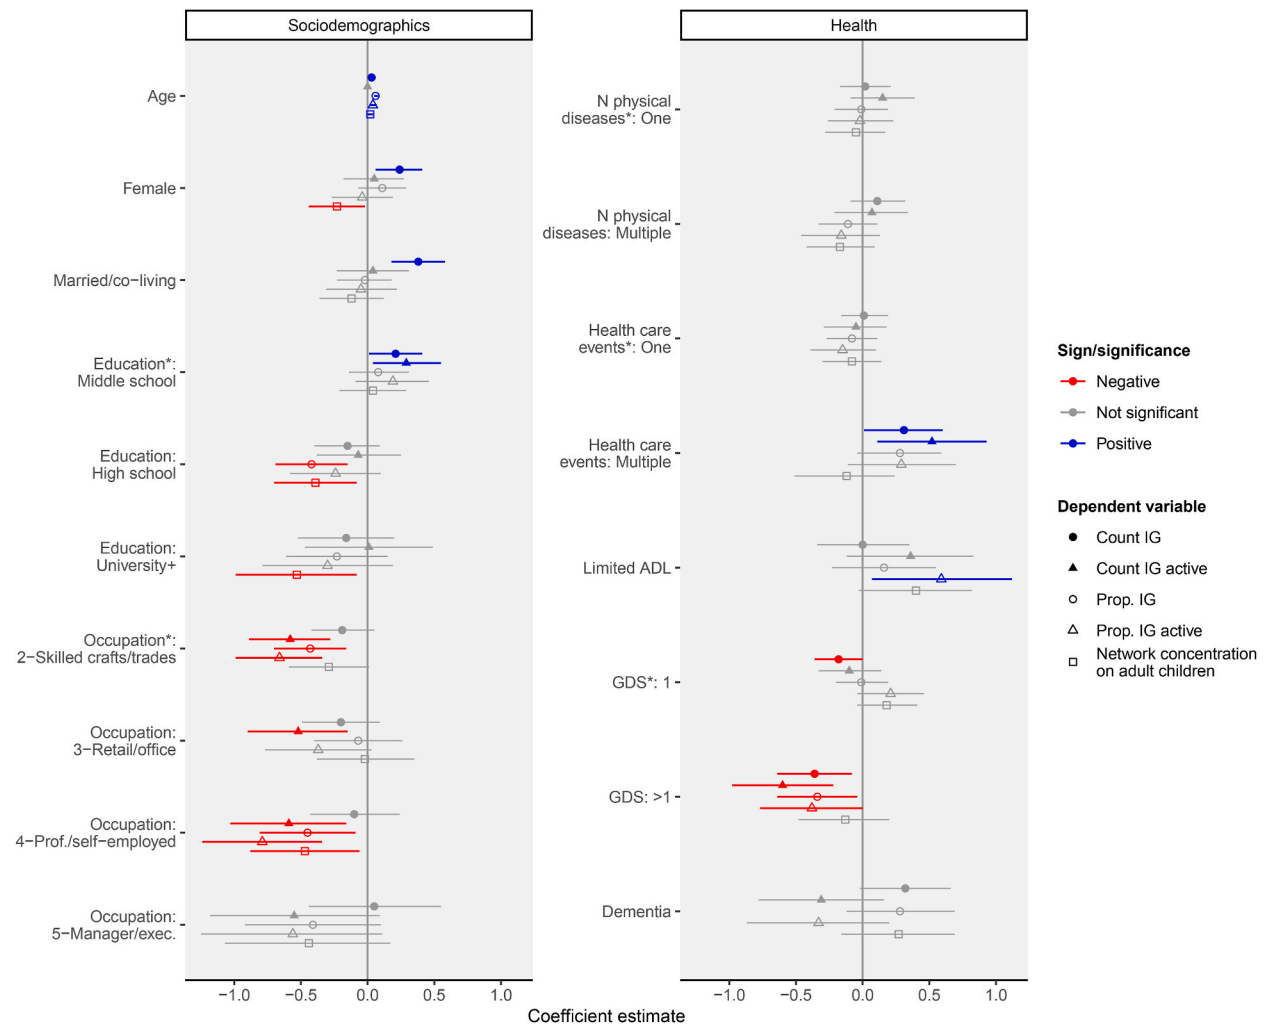 Sociodemographics
Age
Female
Married/co−living
Education*:
Middle school
Education:
High school
Education:
University+
Occupation*:
2−Skilled crafts/trades
Occupation:
3−Retail/office
Occupation:
4−Prof./self−employed
Occupation:
5−Manager/exec.
−1.0 −0.5 0.0 0.5 1.0
Health
N physical
diseases*: One
N physical
diseases: Multiple
Health care
events*: One
Health care
events: Multiple
Limited ADL
GDS*: 1
GDS: >1
Dementia
−1.0 −0.5 0.0 0.5 1.0
Coefficient estimate
Sign/significance
Negative
Not significant
Positive
Dependent variable
Count IG
Count IG active
Prop. IG
Prop. IG active
Network concentration
on adult children